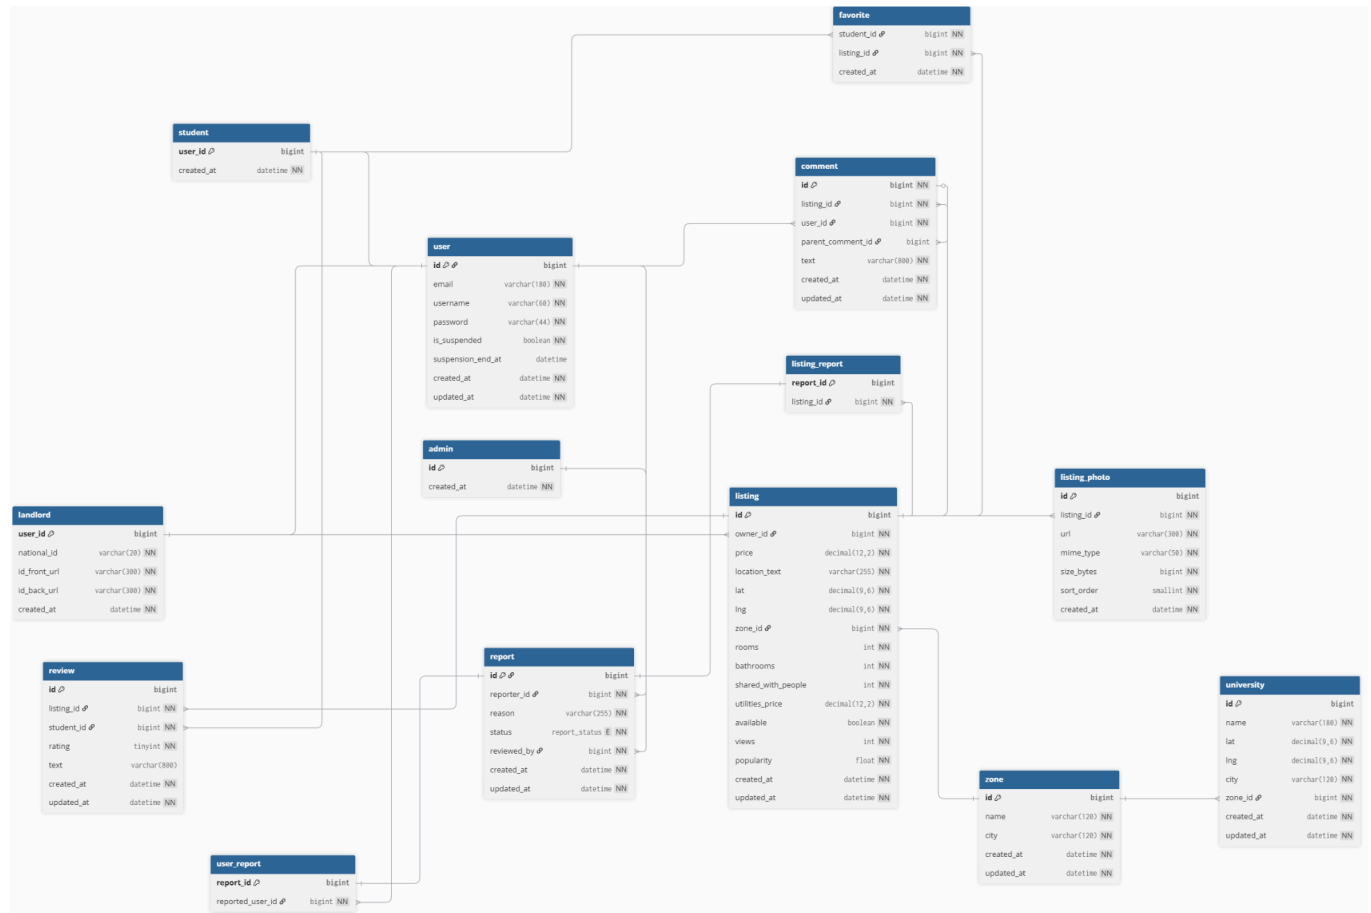 favorite
student_id bigint NN
listing_id bigint NN
created_at datetime NN
student
user_id bigint
created_at datetime NN
comment
id bigint NN
listing_id bigint NN
user_id bigint NN
parent_comment_id bigint
text varchar(800) NN
created_at datetime NN
updated_at datetime NN
user
id bigint
email varchar(180) NN
username varchar(60) NN
password varchar(44) NN
is_suspended boolean NN
suspension_end_at datetime
created_at datetime NN
updated_at datetime NN
listing_report
report_id bigint
listing_id bigint NN
admin
id bigint
created_at datetime NN
listing_photo
id bigint
listing_id bigint NN
url varchar(300) NN
mime_type varchar(50) NN
size_bytes bigint NN
sort_order smallint NN
created_at datetime NN
listing
id bigint
owner_id bigint NN
price decimal(12,2) NN
location_text varchar(255) NN
lat decimal(9,6) NN
lng decimal(9,6) NN
zone_id bigint NN
rooms int NN
bathrooms int NN
shared_with_people int NN
utilities_price decimal(12,2) NN
available boolean NN
views int NN
popularity float NN
created_at datetime NN
updated_at datetime NN
landlord
user_id bigint
national_id varchar(20) NN
id_front_url varchar(300) NN
id_back_url varchar(300) NN
created_at datetime NN
report
id bigint
reporter_id bigint NN
reason varchar(255) NN
status report_status E NN
reviewed_by bigint NN
created_at datetime NN
updated_at datetime NN
review
id bigint
listing_id bigint NN
student_id bigint NN
rating tinyint NN
text varchar(800)
created_at datetime NN
updated_at datetime NN
university
id bigint
name varchar(180) NN
lat decimal(9,6) NN
lng decimal(9,6) NN
city varchar(120) NN
zone_id bigint NN
created_at datetime NN
updated_at datetime NN
zone
id bigint
name varchar(120) NN
city varchar(120) NN
created_at datetime NN
updated_at datetime NN
user_report
report_id bigint
reported_user_id bigint NN